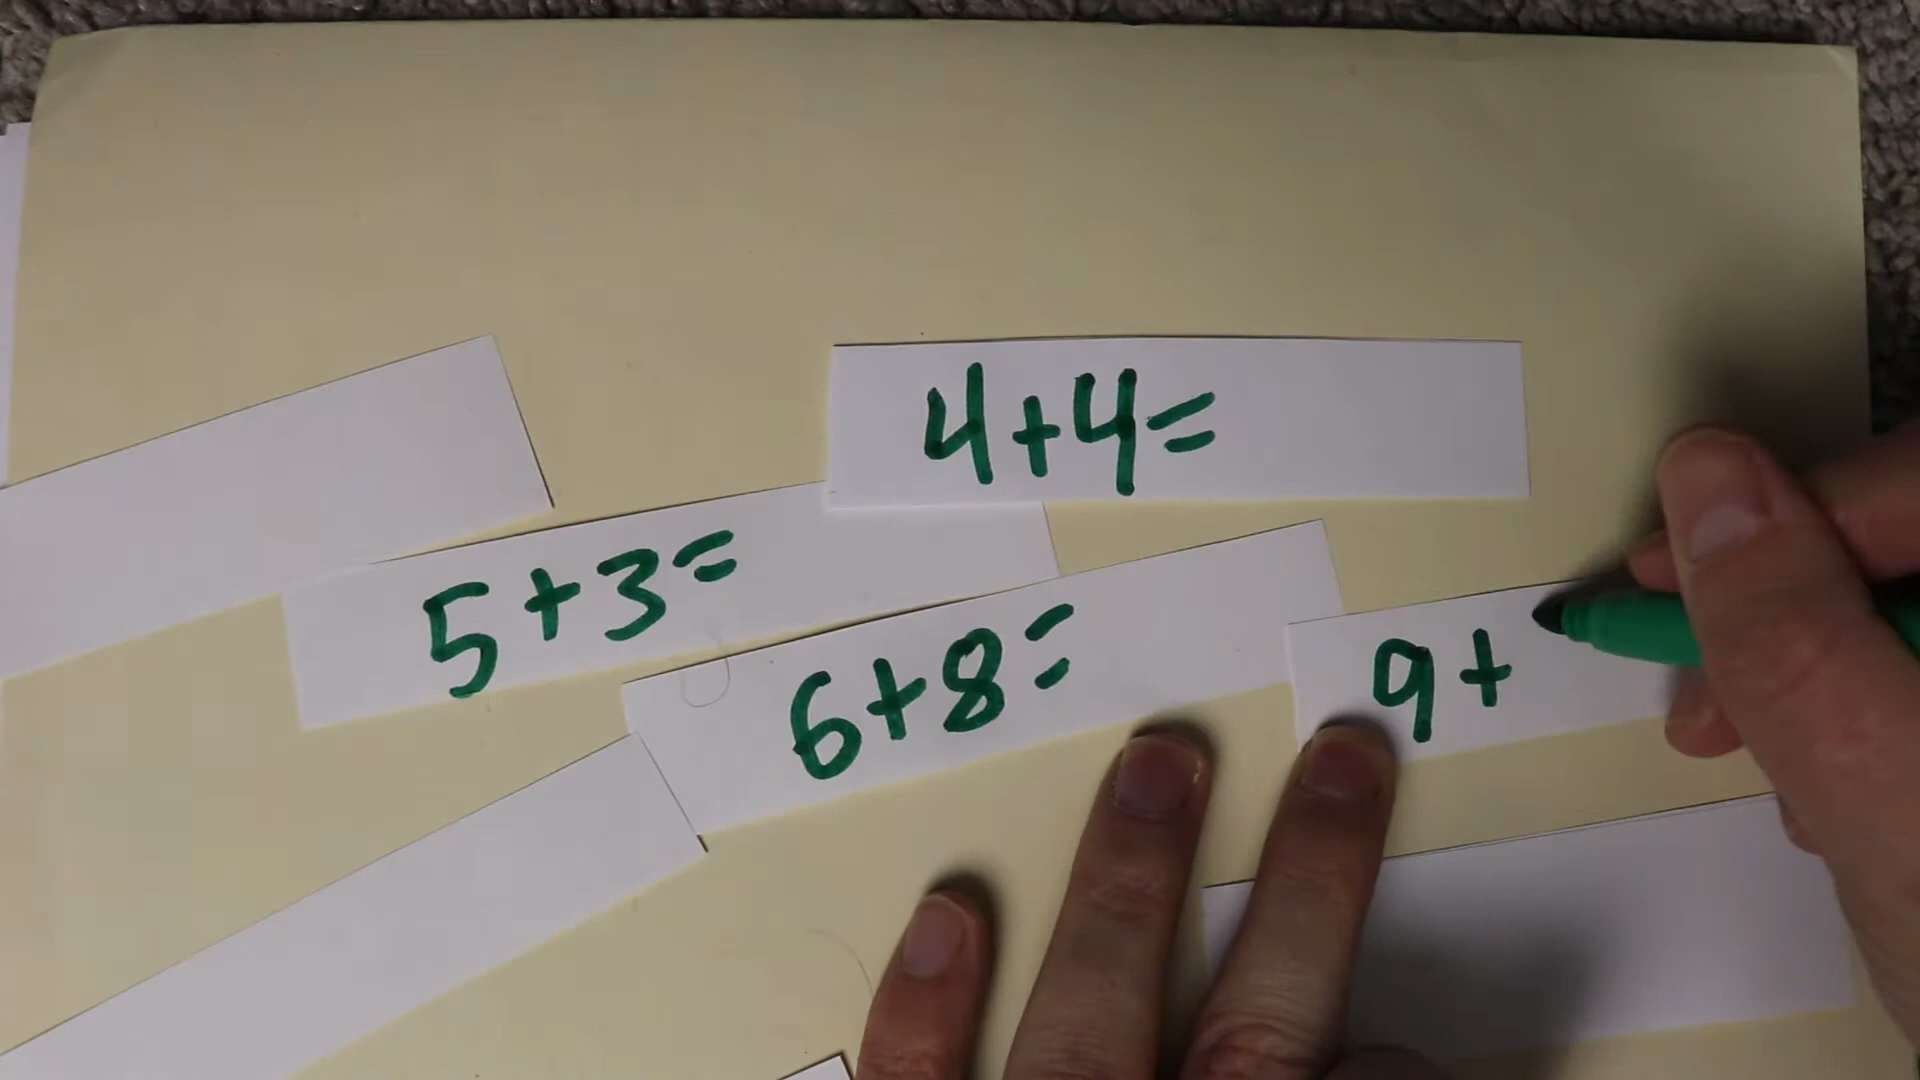 4+4=
5+3=
6+8=
9+